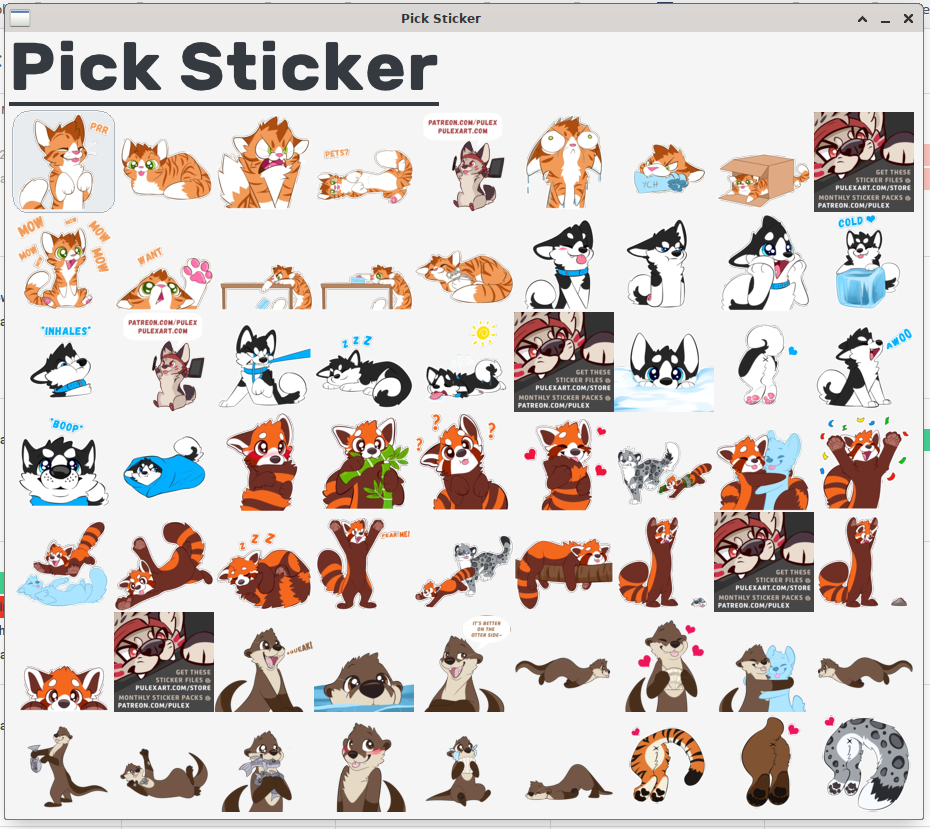 Pick Sticker
Pick Sticker
PRR
PETS?
PATREON.COM/PULEX
PULEXART.COM
YCH
GET THESE
STICKER FILES
PULEXART.COM/STORE
MONTHLY STICKER PACKS
PATREON.COM/PULEX
MOW
MOW
MOW
MOW
MOW
MOW
WANT
COLD
*INHALES*
PATREON.COM/PULEX
PULEXART.COM
Z Z Z
GET THESE
STICKER FILES
PULEXART.COM/STORE
MONTHLY STICKER PACKS
PATREON.COM/PULEX
AWOO
*BOOP*
? ?
?
Z Z Z
FEAR ME!
GET THESE
STICKER FILES
PULEXART.COM/STORE
MONTHLY STICKER PACKS
PATREON.COM/PULEX
GET THESE
STICKER FILES
PULEXART.COM/STORE
MONTHLY STICKER PACKS
PATREON.COM/PULEX
*SQUEAK!
IT'S BETTER
ON THE
OTTER SIDE~